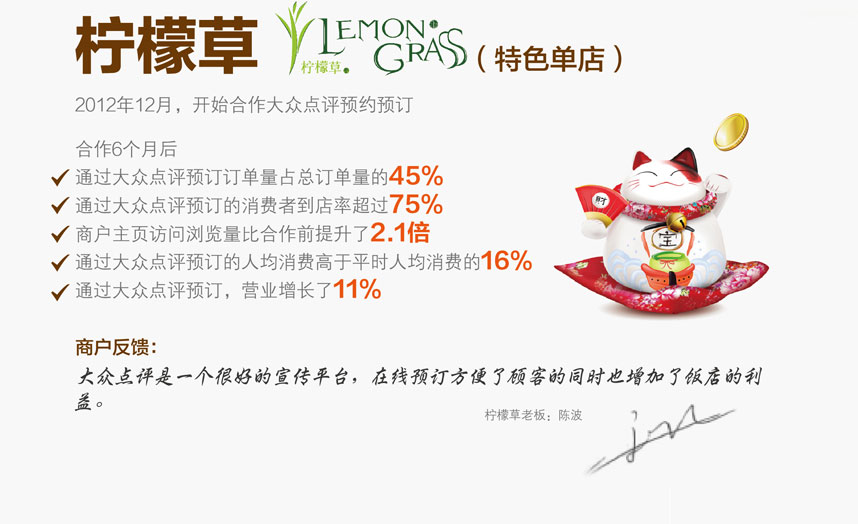 柠檬草
LEMON GRASS
柠檬草
（特色单店）
2012年12月，开始合作大众点评预约预订
合作6个月后
通过大众点评预订订单量占总订单量的45%
通过大众点评预订的消费者到店率超过75%
商户主页访问浏览量比合作前提升了2.1倍
通过大众点评预订的人均消费高于平时人均消费的16%
通过大众点评预订，营业增长了11%
財
宝
商户反馈：
大众点评是一个很好的宣传平台，在线预订方便了顾客的同时也增加了饭店的利
益。
柠檬草老板：陈波